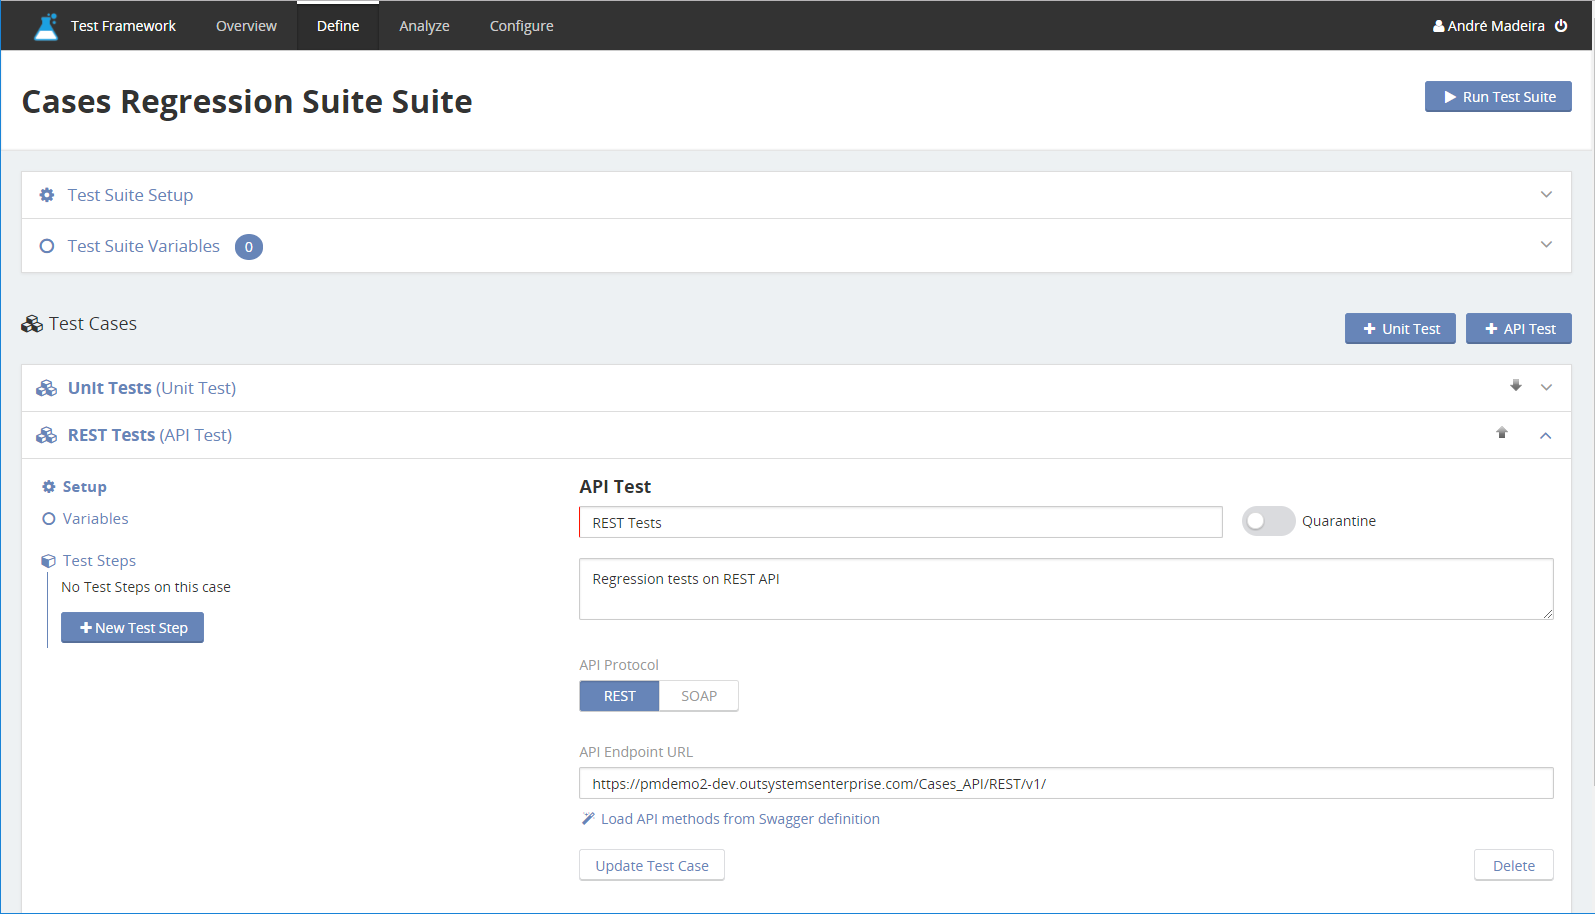 Test Framework Overview Define Analyze Configure André Madeira
Cases Regression Suite Suite
Run Test Suite
Test Suite Setup
Test Suite Variables 0
Test Cases
Unit Test API Test
UnIt Tests (Unit Test)
REST Tests (API Test)
Setup
Variables
Test Steps
No Test Steps on this case
New Test Step
API Test
REST Tests
Quarantine
Regression tests on REST API
API Protocol
REST SOAP
API Endpoint URL
https://pmdemo2-dev.outsystemsenterprise.com/Cases_API/REST/v1/
Load API methods from Swagger definition
Update Test Case Delete